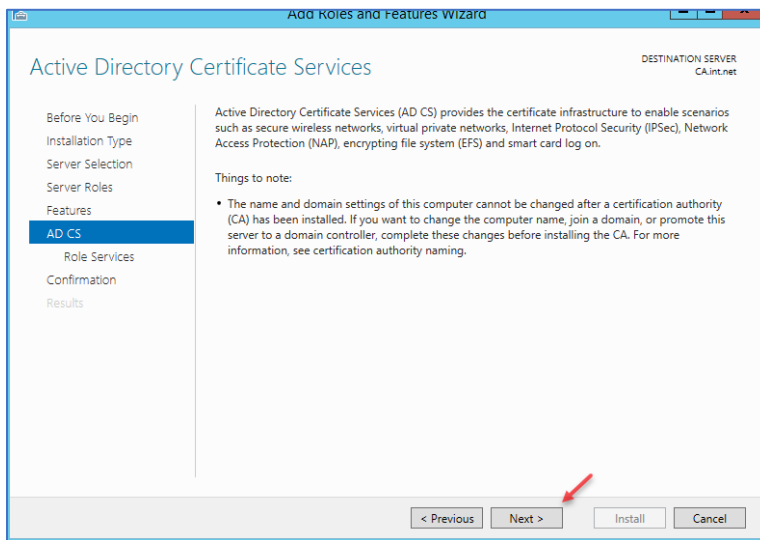 Add Roles and Features Wizard
Active Directory Certificate Services
DESTINATION SERVER
CA.int.net
Before You Begin
Installation Type
Server Selection
Server Roles
Features
AD CS
Role Services
Confirmation
Results
Active Directory Certificate Services (AD CS) provides the certificate infrastructure to enable scenarios
such as secure wireless networks, virtual private networks, Internet Protocol Security (IPSec), Network
Access Protection (NAP), encrypting file system (EFS) and smart card log on.
Things to note:
• The name and domain settings of this computer cannot be changed after a certification authority
(CA) has been installed. If you want to change the computer name, join a domain, or promote this
server to a domain controller, complete these changes before installing the CA. For more
information, see certification authority naming.
< Previous
Next >
Install
Cancel